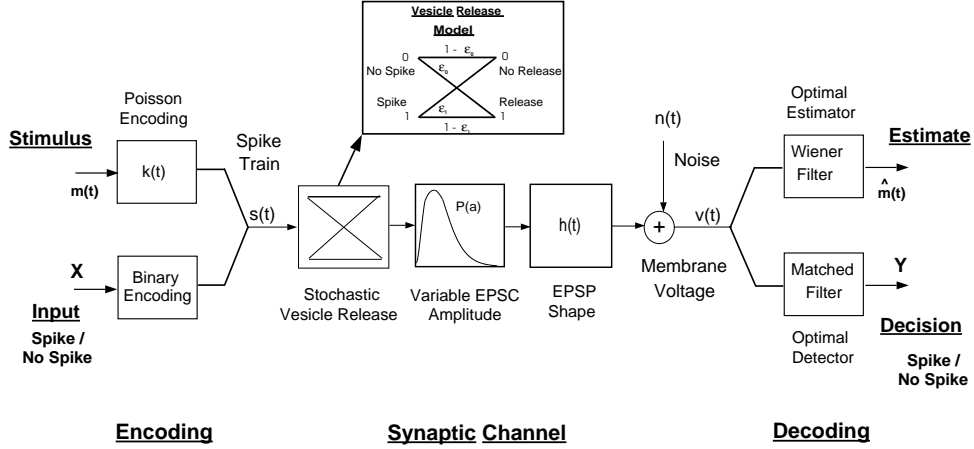 Vesicle Release
Model
1 - ε₀
0
0
No Spike
ε₀
No Release
Spike
ε₁
Release
1
1
1 - ε₁
Poisson
Encoding
Stimulus
k(t)
m(t)
Spike
Train
s(t)
X
Binary
Encoding
Input
Spike /
No Spike
Stochastic
Vesicle Release
P(a)
Variable EPSC
Amplitude
h(t)
EPSP
Shape
n(t)
Noise
+
v(t)
Membrane
Voltage
Optimal
Estimator
Wiener
Filter
Estimate
^
m(t)
Matched
Filter
Y
Optimal
Detector
Decision
Spike /
No Spike
Encoding
Synaptic Channel
Decoding